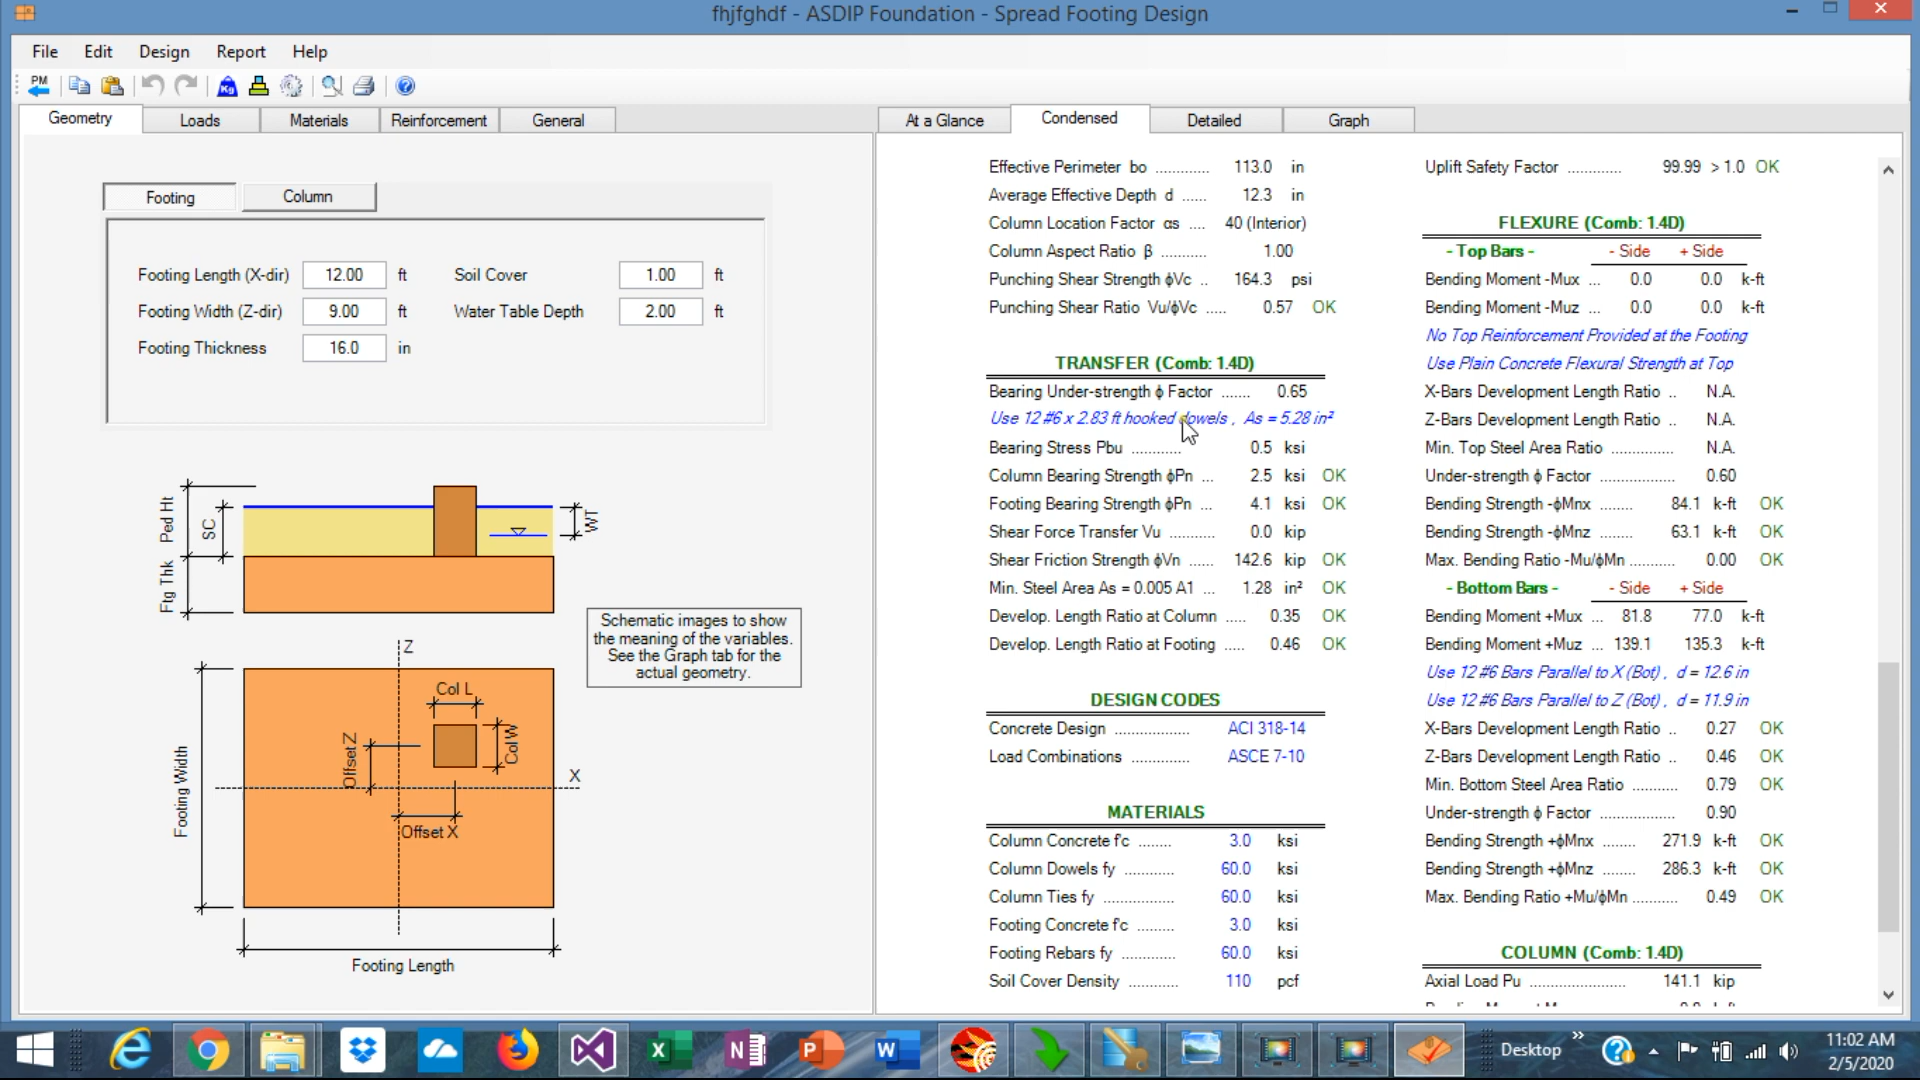 fhjfghdf - ASDIP Foundation - Spread Footing Design
File Edit Design Report Help
PM Kg
Geometry Loads Materials Reinforcement General
Footing Column
Footing Length (X-dir) 12.00 ft Soil Cover 1.00 ft
Footing Width (Z-dir) 9.00 ft Water Table Depth 2.00 ft
Footing Thickness 16.0 in
Ped Ht
SC
WT
Ftg Thk
Schematic images to show
the meaning of the variables.
See the Graph tab for the
actual geometry.
Z
Col L
Col W
Offset Z
X
Offset X
Footing Width
Footing Length
At a Glance Condensed Detailed Graph
Effective Perimeter bo ............ 113.0 in
Average Effective Depth d ...... 12.3 in
Column Location Factor αs .... 40 (Interior)
Column Aspect Ratio β ........... 1.00
Punching Shear Strength ϕVc .. 164.3 psi
Punching Shear Ratio Vu/ϕVc ..... 0.57 OK
TRANSFER (Comb: 1.4D)
Bearing Under-strength ϕ Factor ....... 0.65
Use 12 #6 x 2.83 ft hooked dowels , As = 5.28 in²
Bearing Stress Pbu ............ 0.5 ksi
Column Bearing Strength ϕPn ... 2.5 ksi OK
Footing Bearing Strength ϕPn ... 4.1 ksi OK
Shear Force Transfer Vu ........... 0.0 kip
Shear Friction Strength ϕVn ...... 142.6 kip OK
Min. Steel Area As = 0.005 A1 ... 1.28 in² OK
Develop. Length Ratio at Column ..... 0.35 OK
Develop. Length Ratio at Footing ..... 0.46 OK
DESIGN CODES
Concrete Design .................. ACI 318-14
Load Combinations .............. ASCE 7-10
MATERIALS
Column Concrete f'c ........ 3.0 ksi
Column Dowels fy ............ 60.0 ksi
Column Ties fy ................. 60.0 ksi
Footing Concrete f'c ........ 3.0 ksi
Footing Rebars fy ............. 60.0 ksi
Soil Cover Density ............ 110 pcf
Uplift Safety Factor ............ 99.99 > 1.0 OK
FLEXURE (Comb: 1.4D)
- Top Bars - - Side + Side
Bending Moment -Mux ... 0.0 0.0 k-ft
Bending Moment -Muz ... 0.0 0.0 k-ft
No Top Reinforcement Provided at the Footing
Use Plain Concrete Flexural Strength at Top
X-Bars Development Length Ratio .. N.A.
Z-Bars Development Length Ratio .. N.A.
Min. Top Steel Area Ratio .............. N.A.
Under-strength ϕ Factor ................. 0.60
Bending Strength -ϕMnx ........ 84.1 k-ft OK
Bending Strength -ϕMnz ........ 63.1 k-ft OK
Max. Bending Ratio -Mu/ϕMn .......... 0.00 OK
- Bottom Bars - - Side + Side
Bending Moment +Mux ... 81.8 77.0 k-ft
Bending Moment +Muz ... 139.1 135.3 k-ft
Use 12 #6 Bars Parallel to X (Bot) , d = 12.6 in
Use 12 #6 Bars Parallel to Z (Bot) , d = 11.9 in
X-Bars Development Length Ratio .. 0.27 OK
Z-Bars Development Length Ratio .. 0.46 OK
Min. Bottom Steel Area Ratio ........... 0.79 OK
Under-strength ϕ Factor ................. 0.90
Bending Strength +ϕMnx ........ 271.9 k-ft OK
Bending Strength +ϕMnz ........ 286.3 k-ft OK
Max. Bending Ratio +Mu/ϕMn .......... 0.49 OK
COLUMN (Comb: 1.4D)
Axial Load Pu ...................... 141.1 kip
Desktop
11:02 AM
2/5/2020